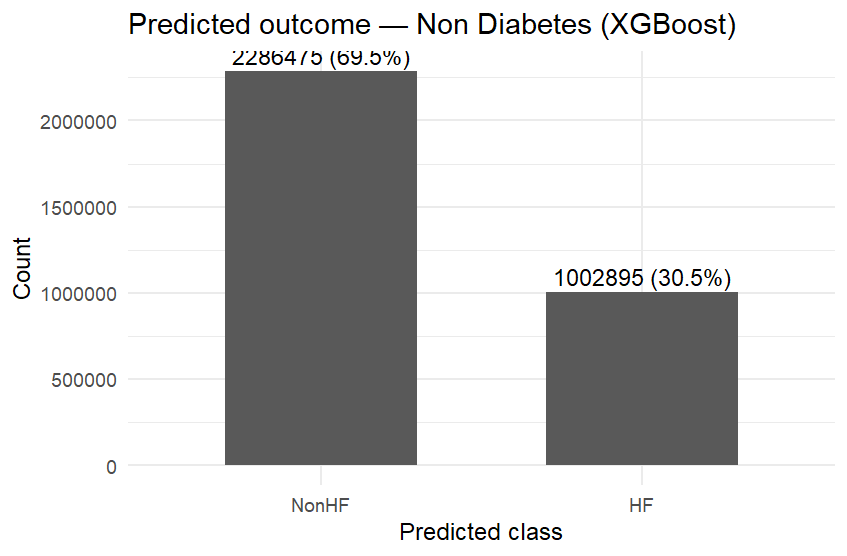 Predicted outcome — Non Diabetes (XGBoost)
2286475 (69.5%)
2000000
1500000
1002895 (30.5%)
1000000
500000
0
Count
NonHF
HF
Predicted class